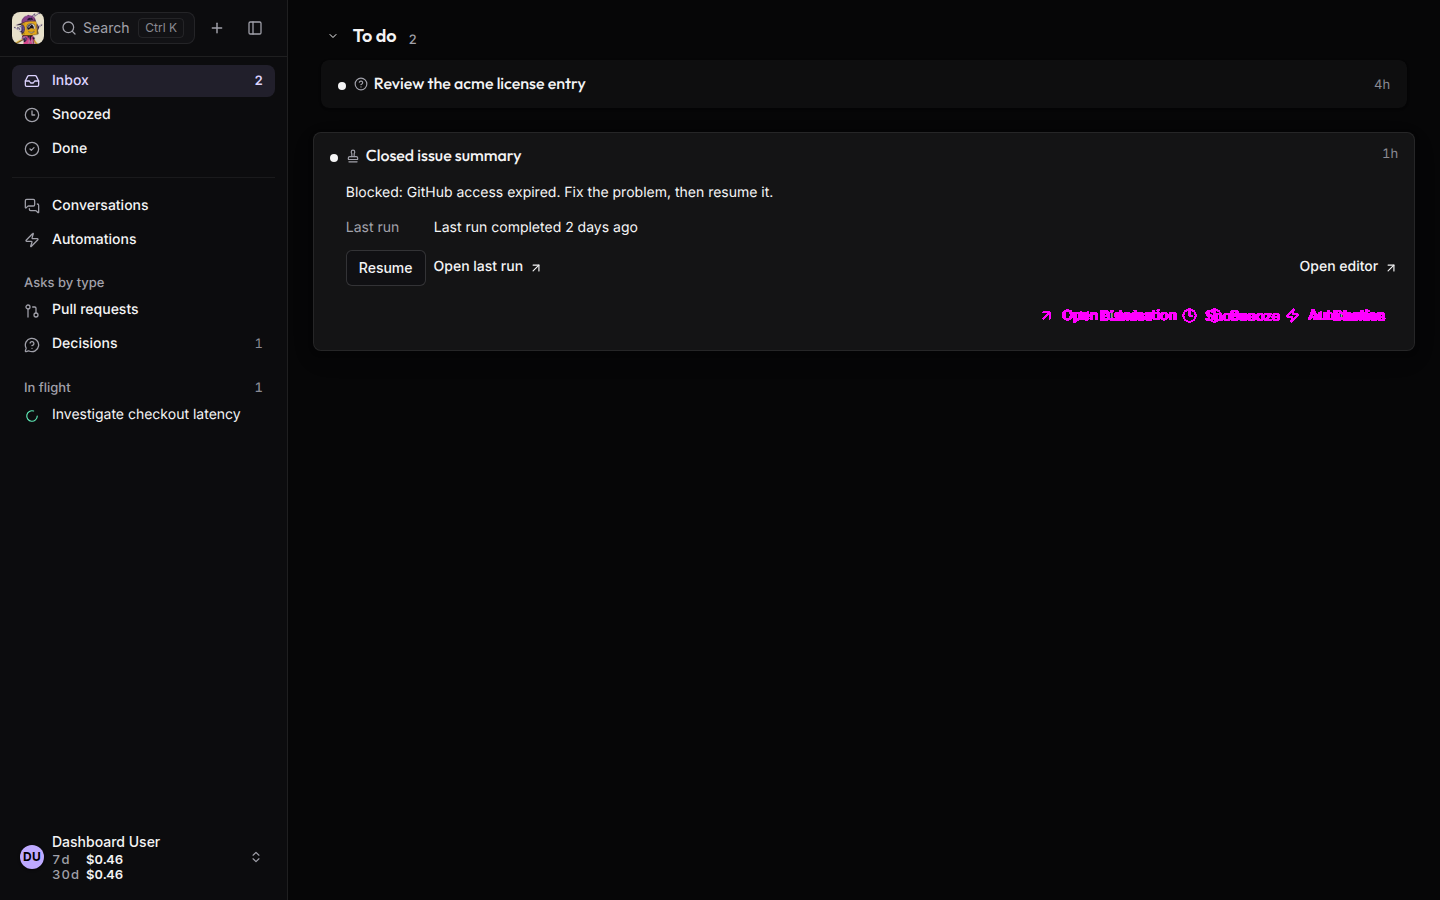 Search Ctrl K
Inbox 2
Snoozed
Done
Conversations
Automations
Asks by type
Pull requests
Decisions 1
In flight 1
Investigate checkout latency
Dashboard User
DU
7d $0.46
30d $0.46
To do 2
Review the acme license entry 4h
Closed issue summary 1h
Blocked: GitHub access expired. Fix the problem, then resume it.
Last run Last run completed 2 days ago
Resume Open last run Open editor